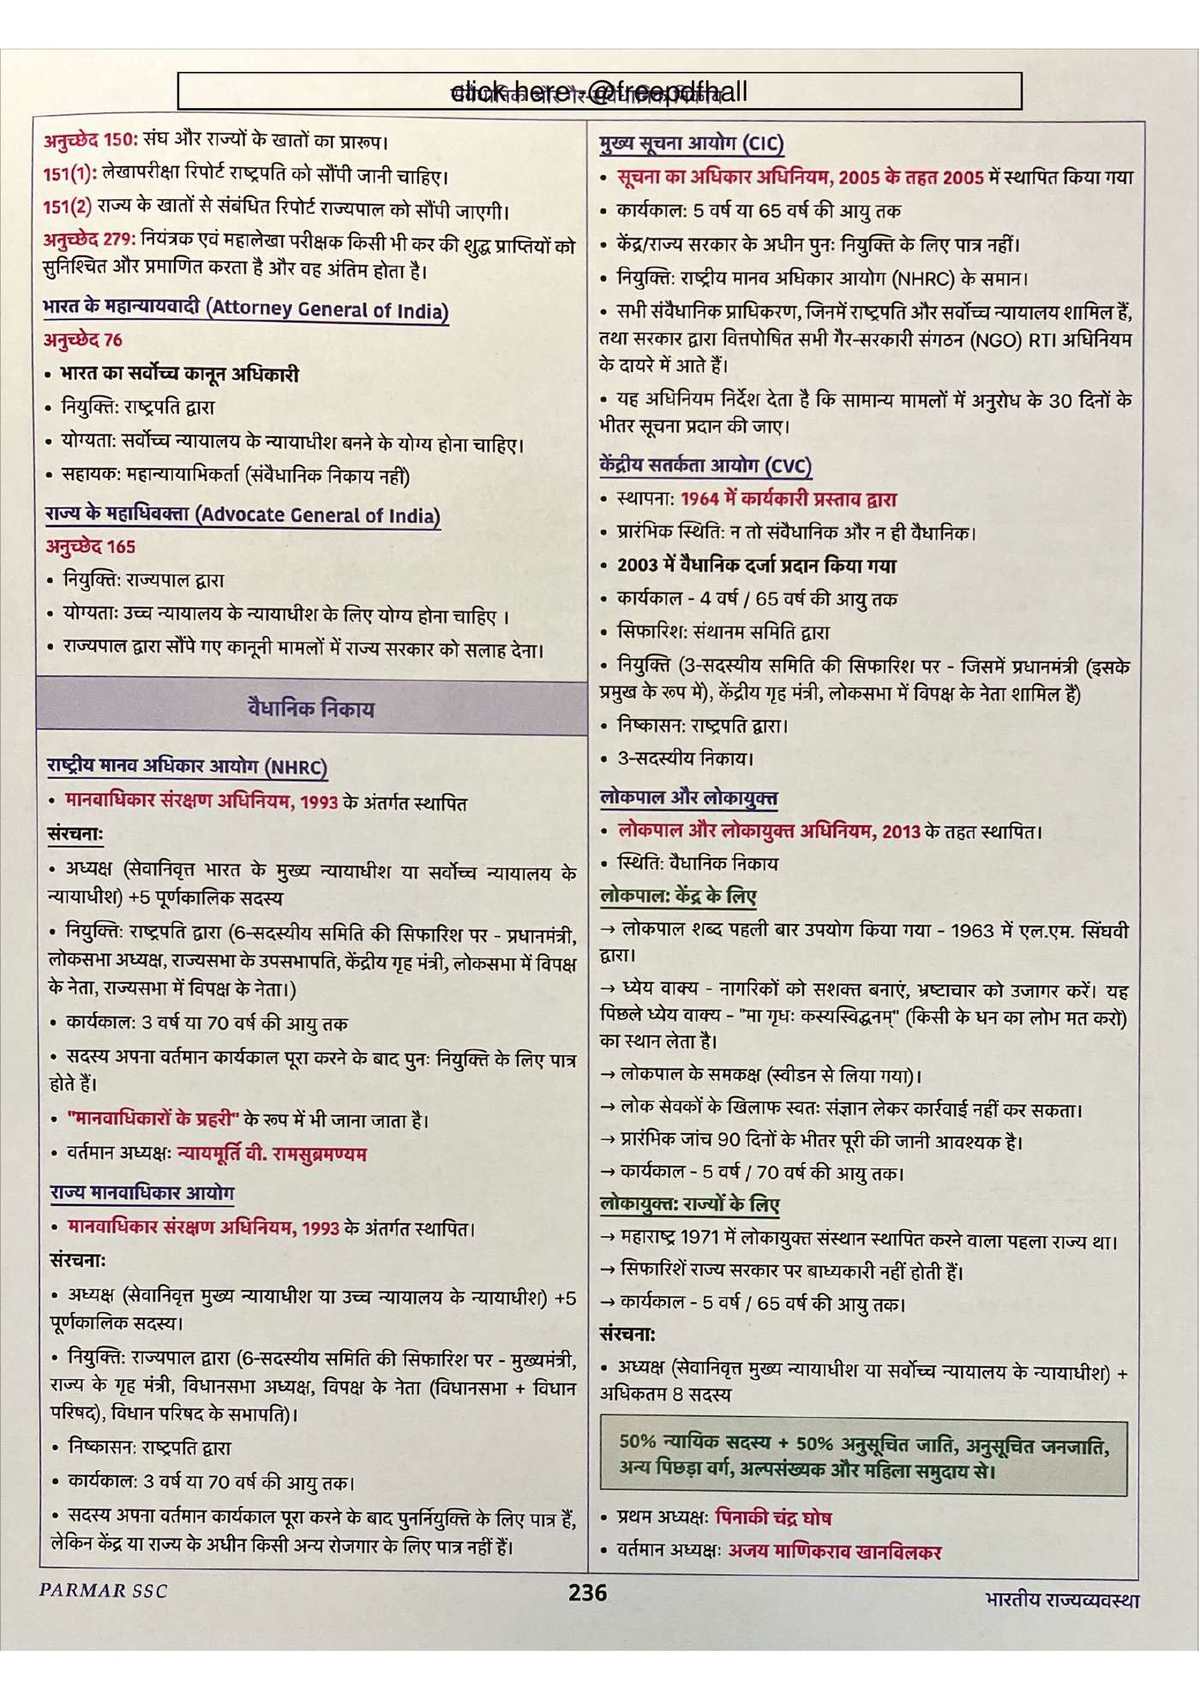 click here - @freepdfhall
अनुच्छेद 150: संघ और राज्यों के खातों का प्रारूप।
151(1): लेखापरीक्षा रिपोर्ट राष्ट्रपति को सौंपी जानी चाहिए।
151(2) राज्य के खातों से संबंधित रिपोर्ट राज्यपाल को सौंपी जाएगी।
अनुच्छेद 279: नियंत्रक एवं महालेखा परीक्षक किसी भी कर की शुद्ध प्राप्तियों को
सुनिश्चित और प्रमाणित करता है और वह अंतिम होता है।
भारत के महान्यायवादी (Attorney General of India)
अनुच्छेद 76
• भारत का सर्वोच्च कानून अधिकारी
• नियुक्ति: राष्ट्रपति द्वारा
• योग्यता: सर्वोच्च न्यायालय के न्यायाधीश बनने के योग्य होना चाहिए।
• सहायक: महान्यायाभिकर्ता (संवैधानिक निकाय नहीं)
राज्य के महाधिवक्ता (Advocate General of India)
अनुच्छेद 165
• नियुक्ति: राज्यपाल द्वारा
• योग्यता: उच्च न्यायालय के न्यायाधीश के लिए योग्य होना चाहिए ।
• राज्यपाल द्वारा सौंपे गए कानूनी मामलों में राज्य सरकार को सलाह देना।
वैधानिक निकाय
राष्ट्रीय मानव अधिकार आयोग (NHRC)
• मानवाधिकार संरक्षण अधिनियम, 1993 के अंतर्गत स्थापित
संरचना:
• अध्यक्ष (सेवानिवृत्त भारत के मुख्य न्यायाधीश या सर्वोच्च न्यायालय के
न्यायाधीश) +5 पूर्णकालिक सदस्य
• नियुक्ति: राष्ट्रपति द्वारा (6-सदस्यीय समिति की सिफारिश पर - प्रधानमंत्री,
लोकसभा अध्यक्ष, राज्यसभा के उपसभापति, केंद्रीय गृह मंत्री, लोकसभा में विपक्ष
के नेता, राज्यसभा में विपक्ष के नेता।)
• कार्यकाल: 3 वर्ष या 70 वर्ष की आयु तक
• सदस्य अपना वर्तमान कार्यकाल पूरा करने के बाद पुनः नियुक्ति के लिए पात्र
होते हैं।
• "मानवाधिकारों के प्रहरी" के रूप में भी जाना जाता है।
• वर्तमान अध्यक्ष: न्यायमूर्ति वी. रामसुब्रमण्यम
राज्य मानवाधिकार आयोग
• मानवाधिकार संरक्षण अधिनियम, 1993 के अंतर्गत स्थापित।
संरचना:
• अध्यक्ष (सेवानिवृत्त मुख्य न्यायाधीश या उच्च न्यायालय के न्यायाधीश) +5
पूर्णकालिक सदस्य।
• नियुक्ति: राज्यपाल द्वारा (6-सदस्यीय समिति की सिफारिश पर - मुख्यमंत्री,
राज्य के गृह मंत्री, विधानसभा अध्यक्ष, विपक्ष के नेता (विधानसभा + विधान
परिषद), विधान परिषद के सभापति)।
• निष्कासन: राष्ट्रपति द्वारा
• कार्यकाल: 3 वर्ष या 70 वर्ष की आयु तक।
• सदस्य अपना वर्तमान कार्यकाल पूरा करने के बाद पुनर्नियुक्ति के लिए पात्र हैं,
लेकिन केंद्र या राज्य के अधीन किसी अन्य रोजगार के लिए पात्र नहीं हैं।
मुख्य सूचना आयोग (CIC)
• सूचना का अधिकार अधिनियम, 2005 के तहत 2005 में स्थापित किया गया
• कार्यकाल: 5 वर्ष या 65 वर्ष की आयु तक
• केंद्र/राज्य सरकार के अधीन पुनः नियुक्ति के लिए पात्र नहीं।
• नियुक्ति: राष्ट्रीय मानव अधिकार आयोग (NHRC) के समान।
• सभी संवैधानिक प्राधिकरण, जिनमें राष्ट्रपति और सर्वोच्च न्यायालय शामिल हैं,
तथा सरकार द्वारा वित्तपोषित सभी गैर-सरकारी संगठन (NGO) RTI अधिनियम
के दायरे में आते हैं।
• यह अधिनियम निर्देश देता है कि सामान्य मामलों में अनुरोध के 30 दिनों के
भीतर सूचना प्रदान की जाए।
केंद्रीय सतर्कता आयोग (CVC)
• स्थापना: 1964 में कार्यकारी प्रस्ताव द्वारा
• प्रारंभिक स्थिति: न तो संवैधानिक और न ही वैधानिक।
• 2003 में वैधानिक दर्जा प्रदान किया गया
• कार्यकाल - 4 वर्ष / 65 वर्ष की आयु तक
• सिफारिश: संथानम समिति द्वारा
• नियुक्ति (3-सदस्यीय समिति की सिफारिश पर - जिसमें प्रधानमंत्री (इसके
प्रमुख के रूप में), केंद्रीय गृह मंत्री, लोकसभा में विपक्ष के नेता शामिल हैं)
• निष्कासन: राष्ट्रपति द्वारा।
• 3-सदस्यीय निकाय।
लोकपाल और लोकायुक्त
• लोकपाल और लोकायुक्त अधिनियम, 2013 के तहत स्थापित।
• स्थिति: वैधानिक निकाय
लोकपाल: केंद्र के लिए
→ लोकपाल शब्द पहली बार उपयोग किया गया - 1963 में एल.एम. सिंघवी
द्वारा।
→ ध्येय वाक्य - नागरिकों को सशक्त बनाएं, भ्रष्टाचार को उजागर करें। यह
पिछले ध्येय वाक्य - "मा गृधः कस्यस्विद्धनम्" (किसी के धन का लोभ मत करो)
का स्थान लेता है।
→ लोकपाल के समकक्ष (स्वीडन से लिया गया)।
→ लोक सेवकों के खिलाफ स्वतः संज्ञान लेकर कार्रवाई नहीं कर सकता।
→ प्रारंभिक जांच 90 दिनों के भीतर पूरी की जानी आवश्यक है।
→ कार्यकाल - 5 वर्ष / 70 वर्ष की आयु तक।
लोकायुक्त: राज्यों के लिए
→ महाराष्ट्र 1971 में लोकायुक्त संस्थान स्थापित करने वाला पहला राज्य था।
→ सिफारिशें राज्य सरकार पर बाध्यकारी नहीं होती हैं।
→ कार्यकाल - 5 वर्ष / 65 वर्ष की आयु तक।
संरचना:
• अध्यक्ष (सेवानिवृत्त मुख्य न्यायाधीश या सर्वोच्च न्यायालय के न्यायाधीश) +
अधिकतम 8 सदस्य
50% न्यायिक सदस्य + 50% अनुसूचित जाति, अनुसूचित जनजाति,
अन्य पिछड़ा वर्ग, अल्पसंख्यक और महिला समुदाय से।
• प्रथम अध्यक्ष: पिनाकी चंद्र घोष
• वर्तमान अध्यक्ष: अजय माणिकराव खानविलकर
PARMAR SSC
236
भारतीय राज्यव्यवस्था